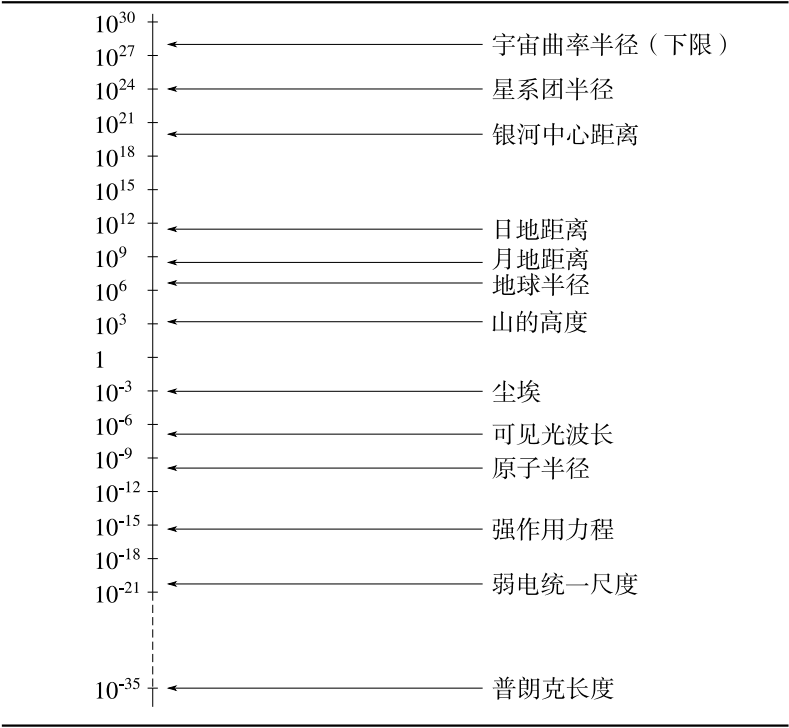 10^30
宇宙曲率半径（下限）
10^27
10^24
星系团半径
10^21
银河中心距离
10^18
10^15
10^12
日地距离
10^9
月地距离
10^6
地球半径
10^3
山的高度
1
10^-3
尘埃
10^-6
可见光波长
10^-9
原子半径
10^-12
10^-15
强作用力程
10^-18
10^-21
弱电统一尺度
10^-35
普朗克长度